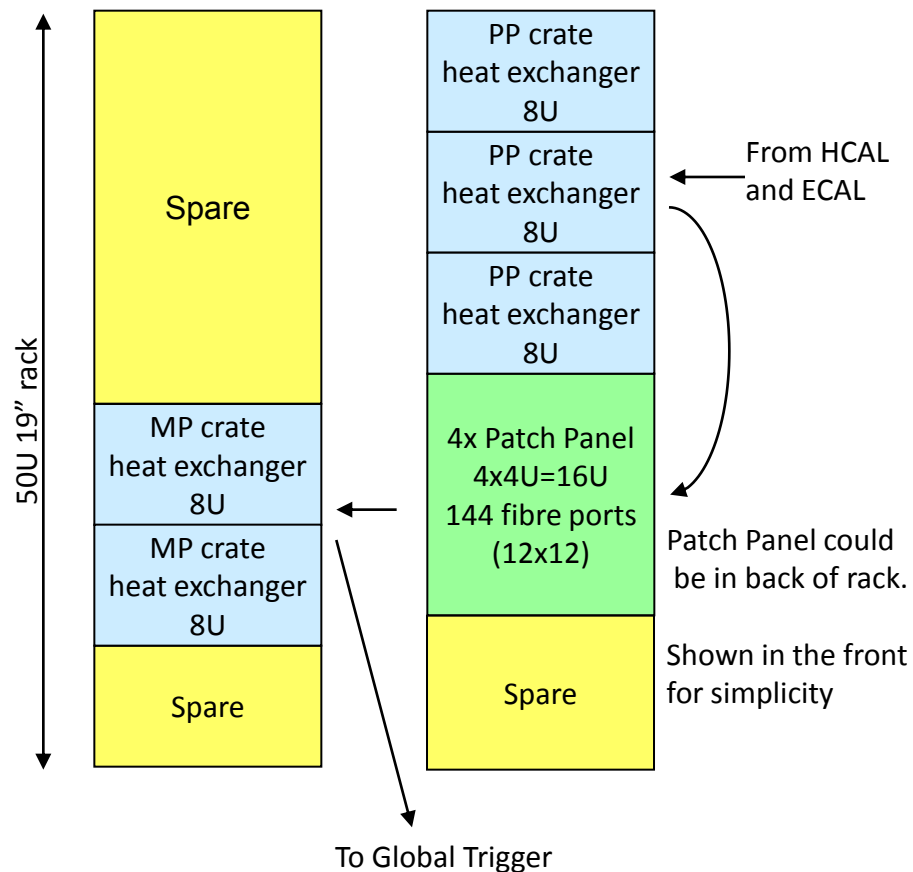 50U 19” rack
Spare
MP crate
heat exchanger
8U
MP crate
heat exchanger
8U
Spare
PP crate
heat exchanger
8U
PP crate
heat exchanger
8U
PP crate
heat exchanger
8U
4x Patch Panel
4x4U=16U
144 fibre ports
(12x12)
Spare
From HCAL
and ECAL
Patch Panel could
be in back of rack.
Shown in the front
for simplicity
To Global Trigger